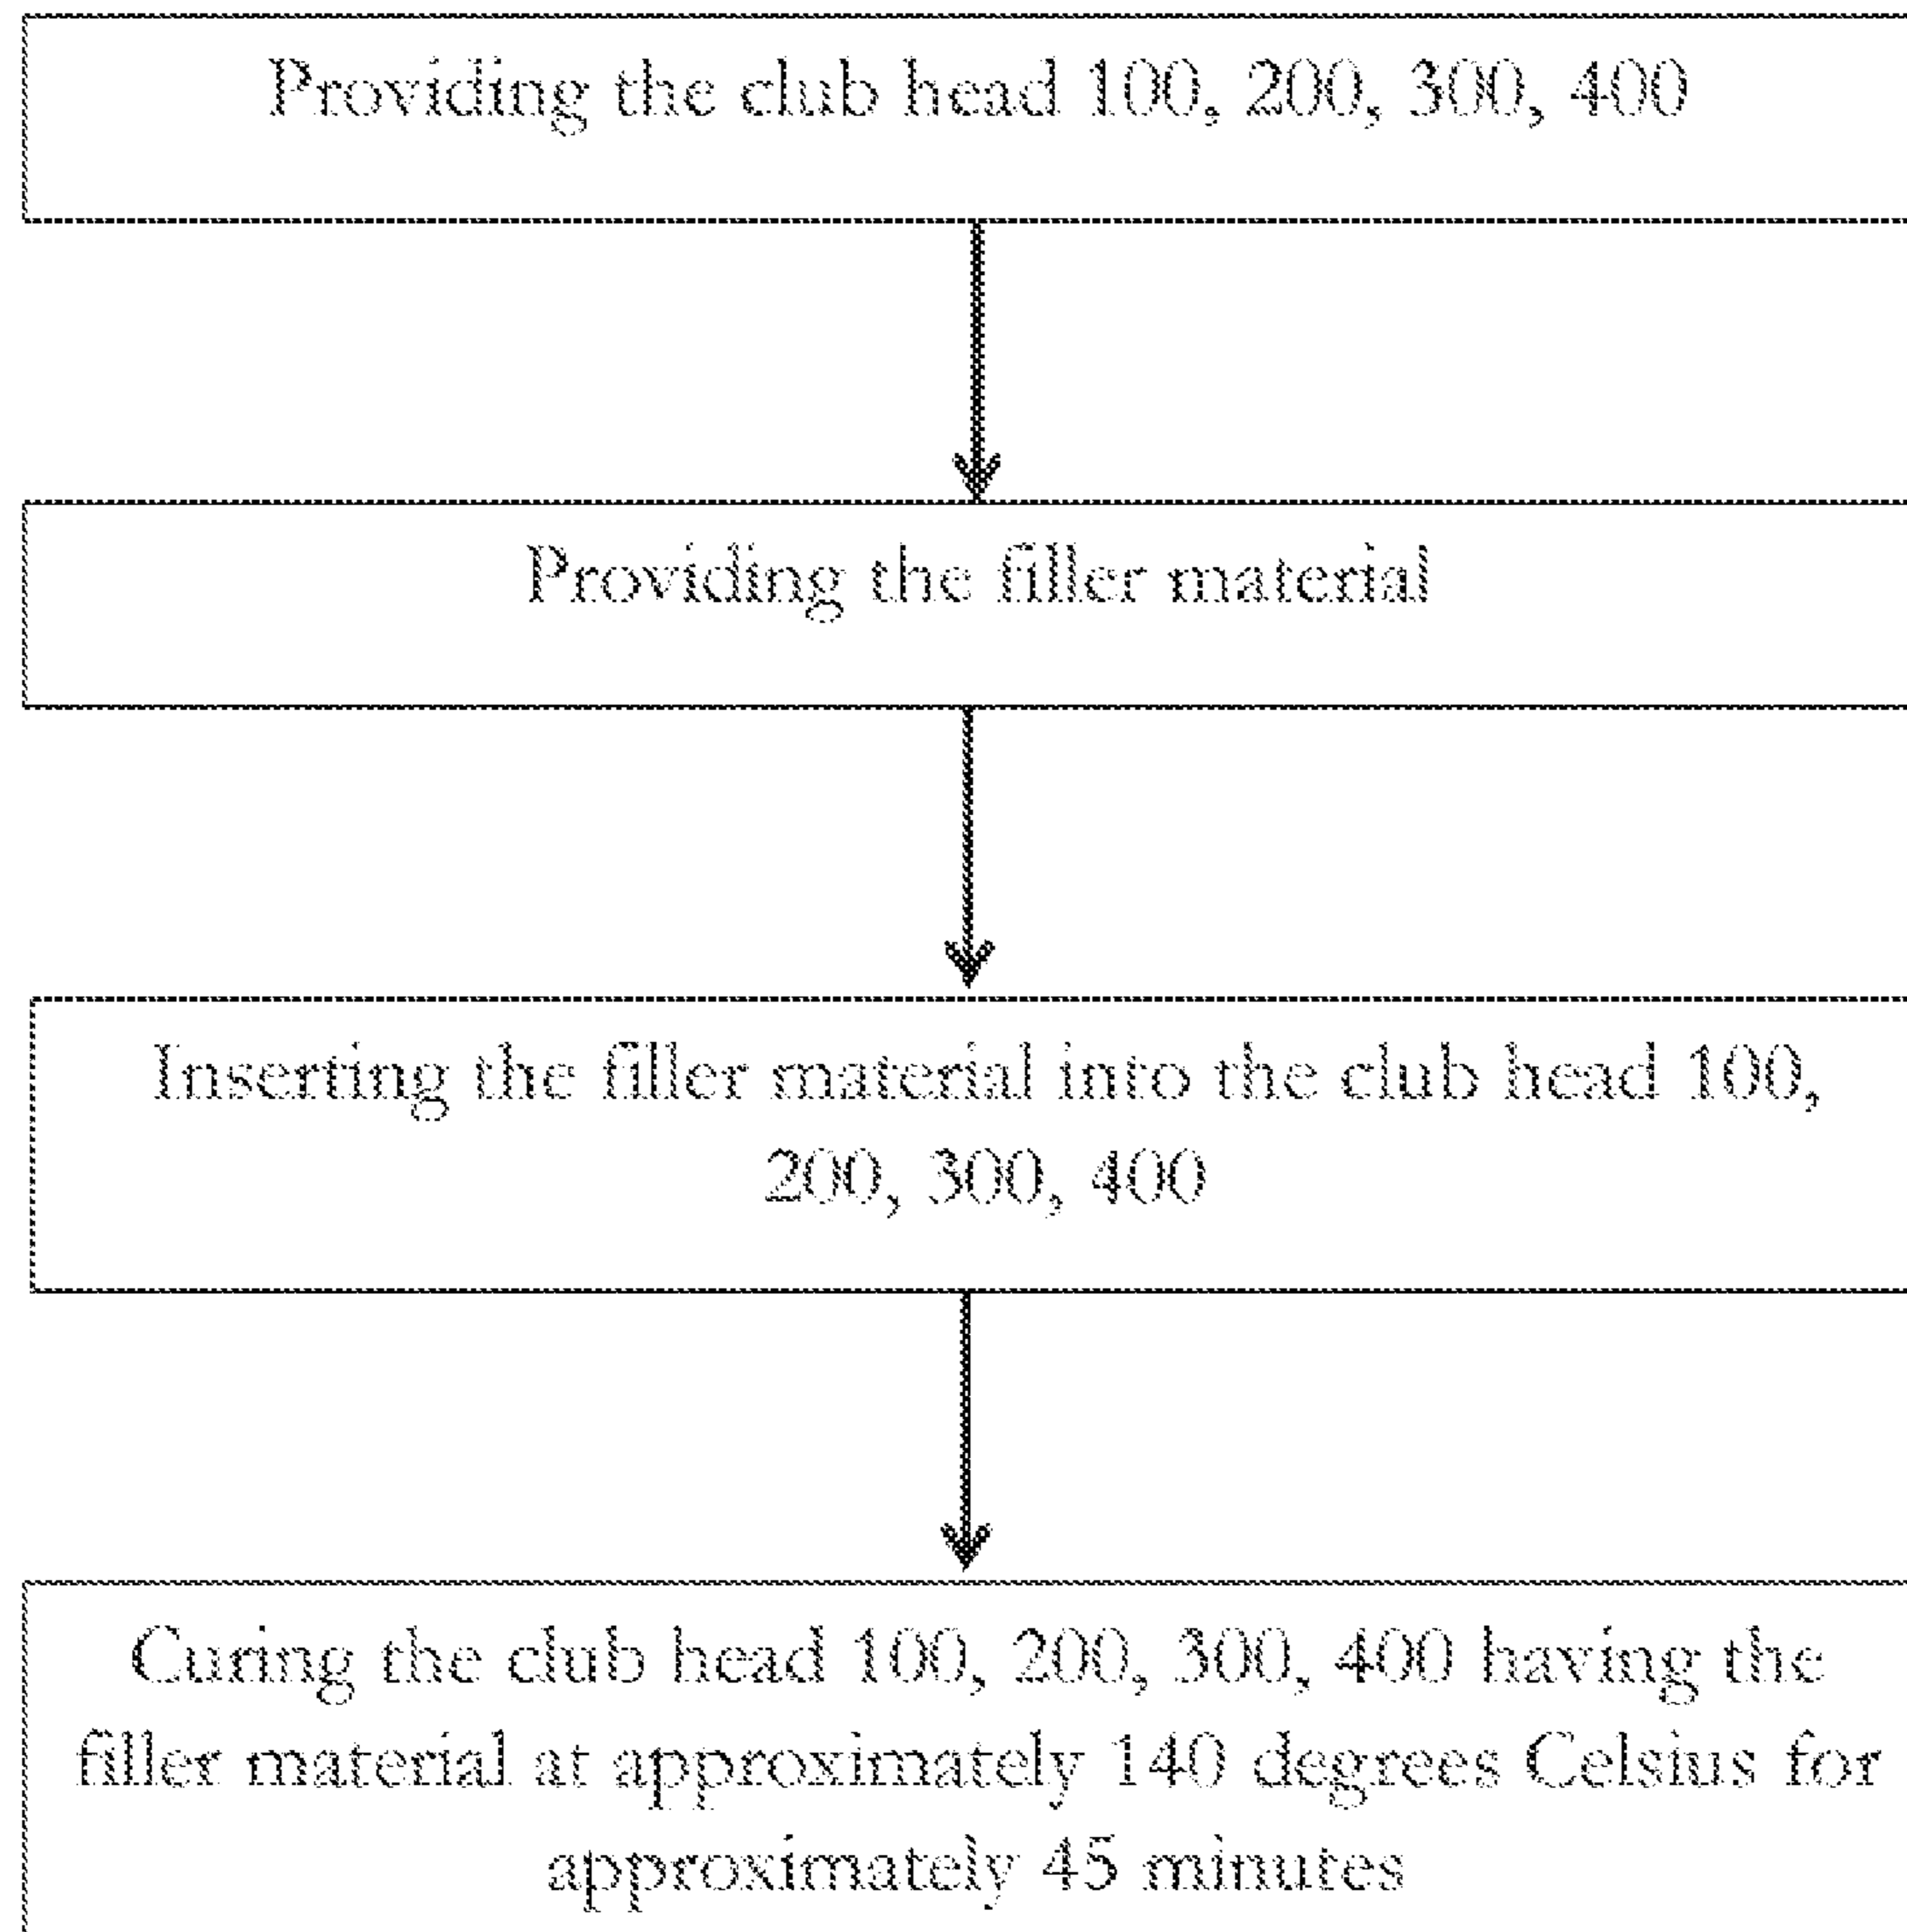 Providing the club head 100, 200, 300, 400
Providing the filler material
Inserting the filler material into the club head 100,
200, 300, 400
Curing the club head 100, 200, 300, 400 having the
filler material at approximately 140 degrees Celsius for
approximately 45 minutes